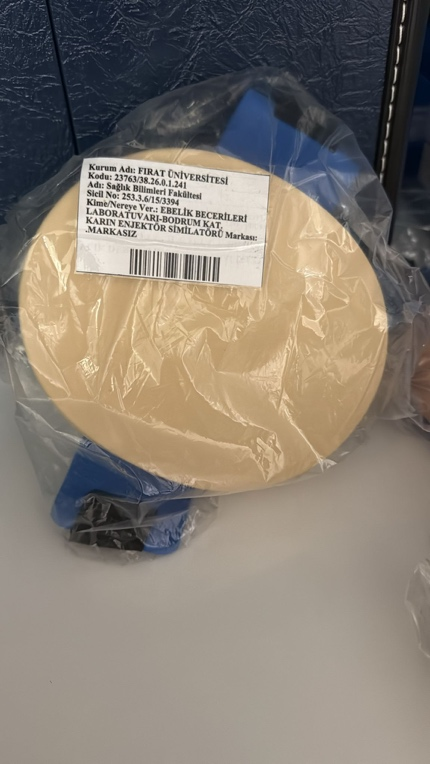 Kurum Adı: FIRAT ÜNİVERSİTESİ
Kodu: 23763/38.26.0.1.241
Adı: Sağlık Bilimleri Fakültesi
Sicil No: 253.3.6/15/3394
Kime/Nereye Ver.: EBELİK BECERİLERİ
LABORATUVARI-BODRUM KAT,
KARIN ENJEKTÖR SİMİLATÖRÜ Markası:
.MARKASIZ